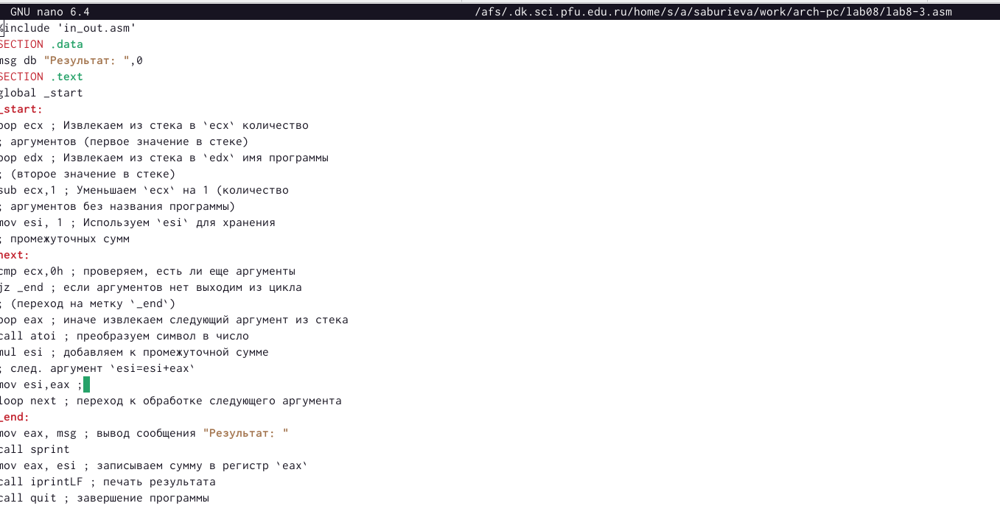 GNU nano 6.4 /afs/.dk.sci.pfu.edu.ru/home/s/a/saburieva/work/arch-pc/lab08/lab8-3.asm
%include 'in_out.asm'
SECTION .data
msg db "Результат: ",0
SECTION .text
global _start
_start:
pop ecx ; Извлекаем из стека в `ecx` количество
; аргументов (первое значение в стеке)
pop edx ; Извлекаем из стека в `edx` имя программы
; (второе значение в стеке)
sub ecx,1 ; Уменьшаем `ecx` на 1 (количество
; аргументов без названия программы)
mov esi, 1 ; Используем `esi` для хранения
; промежуточных сумм
next:
cmp ecx,0h ; проверяем, есть ли еще аргументы
jz _end ; если аргументов нет выходим из цикла
; (переход на метку `_end`)
pop eax ; иначе извлекаем следующий аргумент из стека
call atoi ; преобразуем символ в число
mul esi ; добавляем к промежуточной сумме
; след. аргумент `esi=esi+eax`
mov esi,eax ;
loop next ; переход к обработке следующего аргумента
_end:
mov eax, msg ; вывод сообщения "Результат: "
call sprint
mov eax, esi ; записываем сумму в регистр `eax`
call iprintLF ; печать результата
call quit ; завершение программы